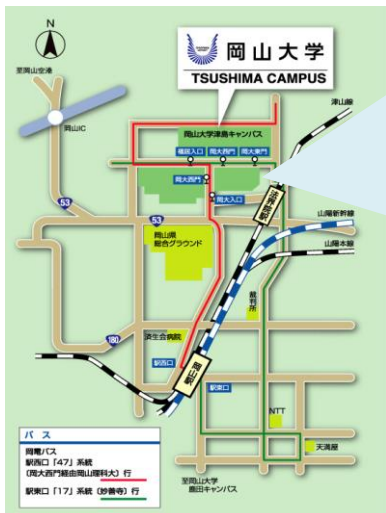 N
岡山大学
TSUSHIMA CAMPUS
至岡山空港
岡山IC
岡山大学津島キャンパス
津山線
福居入口
岡大西門
岡大東門
岡大西門
岡大入口
法界院駅
53
53
山陽新幹線
山陽本線
岡山県
総合グラウンド
180
裁判所
済生会病院
駅西口
岡山駅
駅東口
NTT
天満屋
至岡山大学
鹿田キャンパス
バス
岡電バス
駅西口「47」系統
(岡大西門経由岡山理科大)行
駅東口「17」系統(妙善寺)行